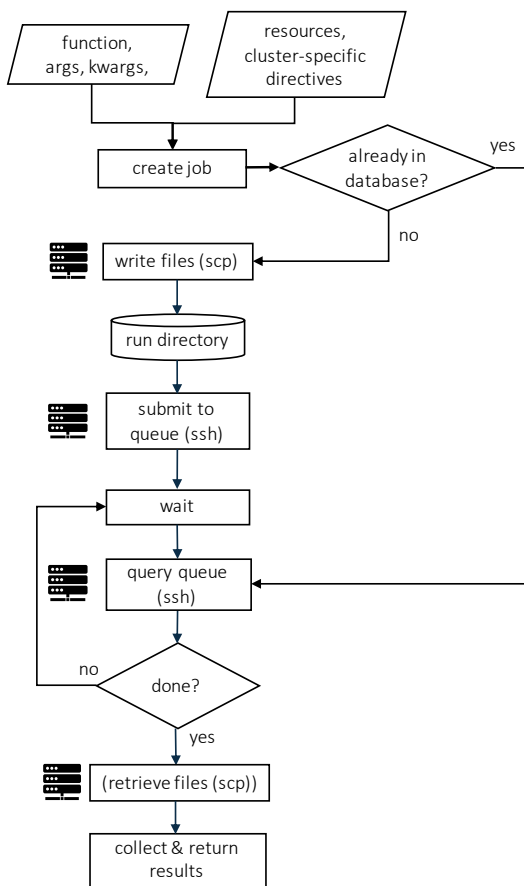 function,
args, kwargs,
resources,
cluster-specific
directives
create job
already in
database?
yes
no
write files (scp)
run directory
submit to
queue (ssh)
wait
query queue
(ssh)
no
done?
yes
(retrieve files (scp))
collect & return
results